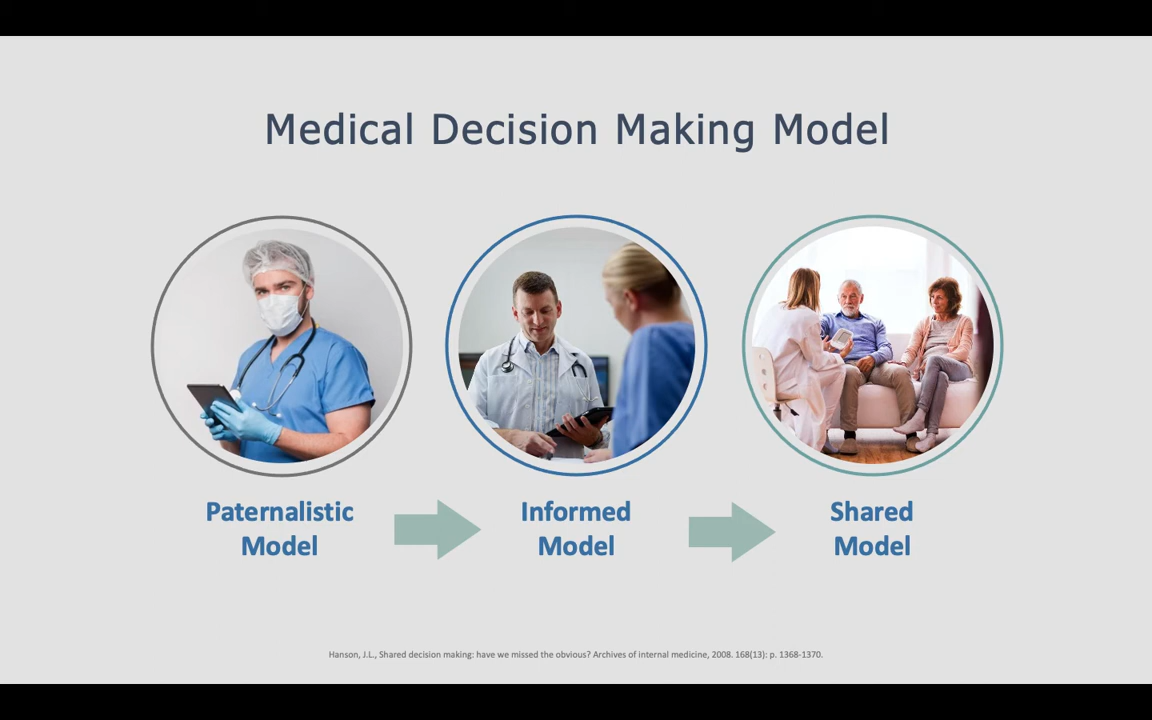 Medical Decision Making Model
Paternalistic
Model
Informed
Model
Shared
Model
Hanson, J.L., Shared decision making: have we missed the obvious? Archives of internal medicine, 2008. 168(13): p. 1368-1370.